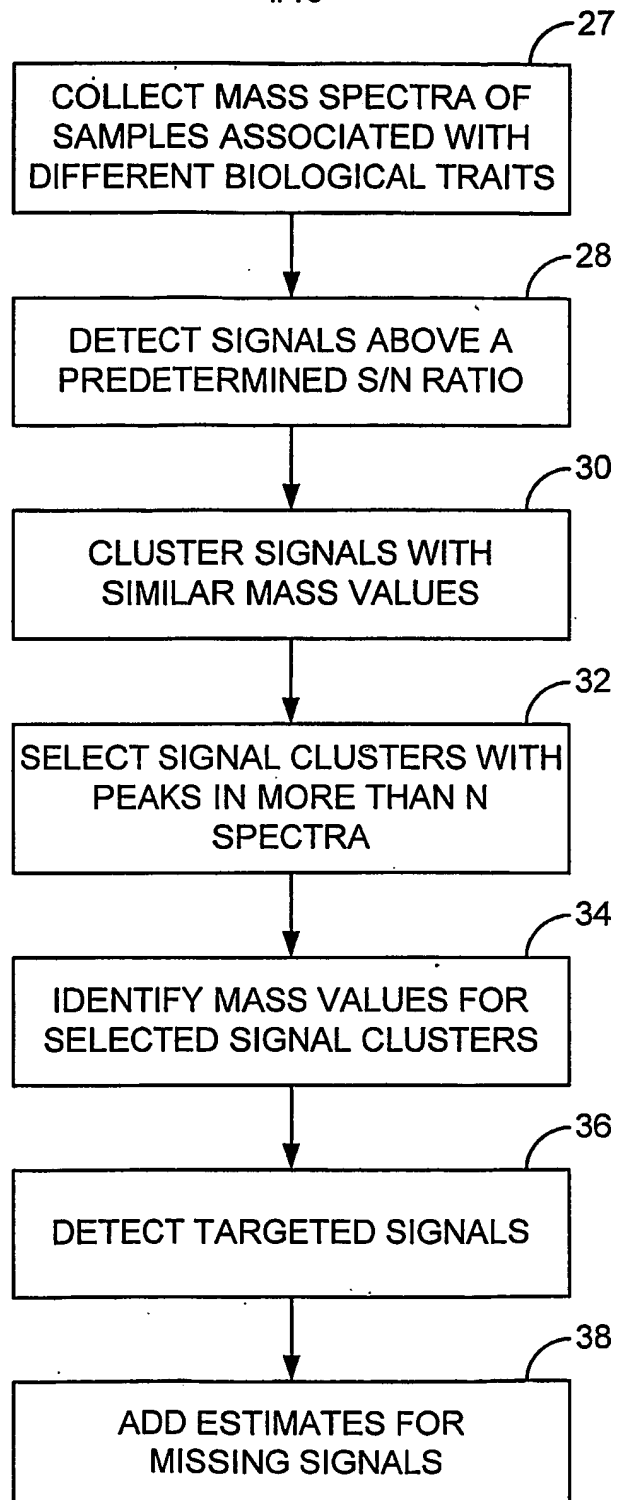 27
COLLECT MASS SPECTRA OF
SAMPLES ASSOCIATED WITH
DIFFERENT BIOLOGICAL TRAITS
28
DETECT SIGNALS ABOVE A
PREDETERMINED S/N RATIO
30
CLUSTER SIGNALS WITH
SIMILAR MASS VALUES
32
SELECT SIGNAL CLUSTERS WITH
PEAKS IN MORE THAN N
SPECTRA
34
IDENTIFY MASS VALUES FOR
SELECTED SIGNAL CLUSTERS
36
DETECT TARGETED SIGNALS
38
ADD ESTIMATES FOR
MISSING SIGNALS